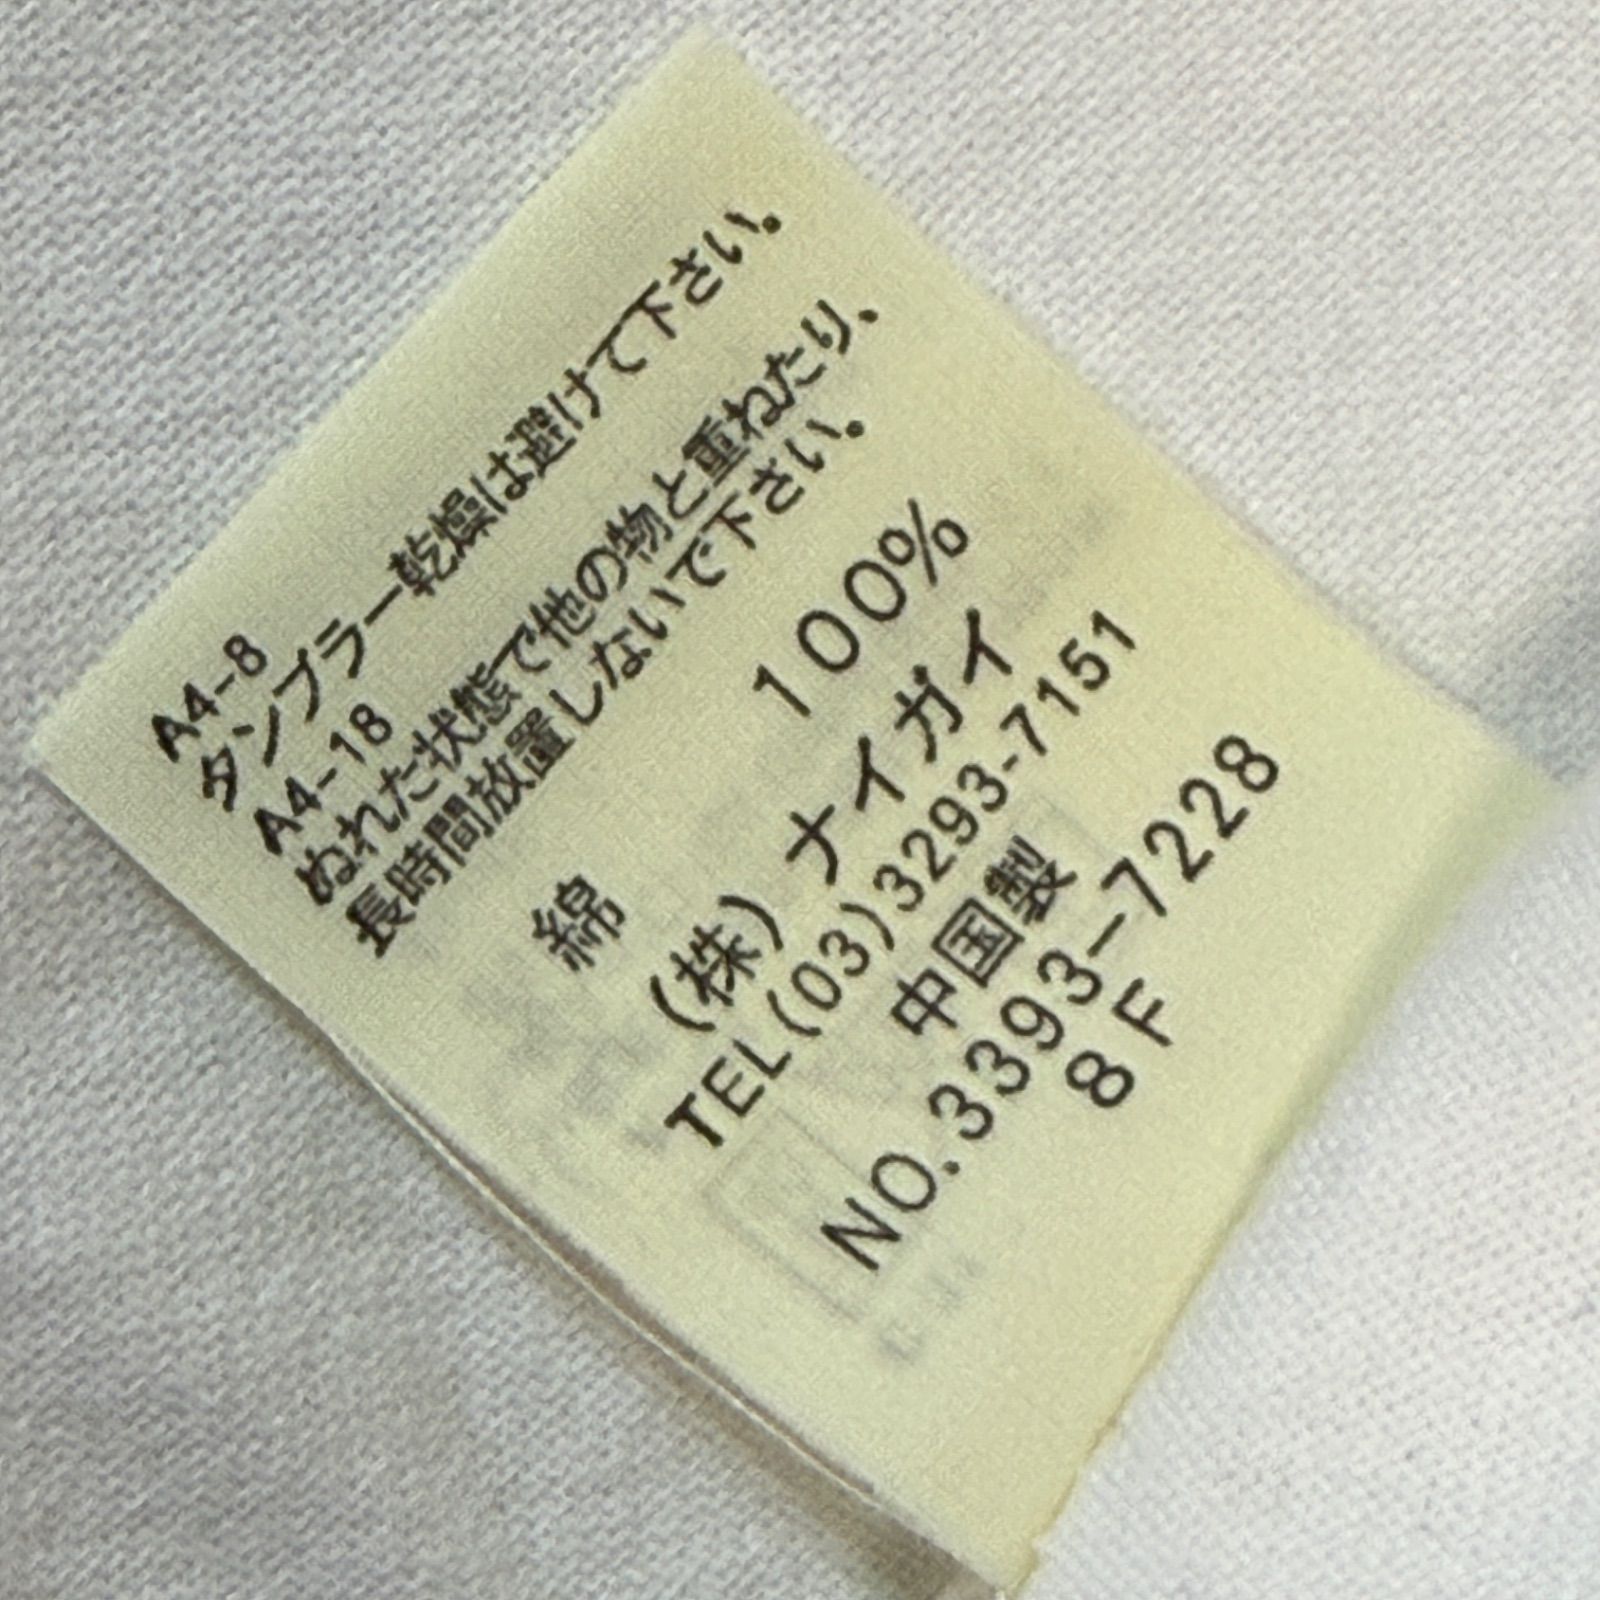 A4-8
タンブラー乾燥は避けて下さい。
A4-18
ぬれた状態で他の物と重ねたり、
長時間放置しないで下さい。
綿 100%
(株) ナイガイ
TEL(03)3293-7151
中国製
NO.3393-7228
8F